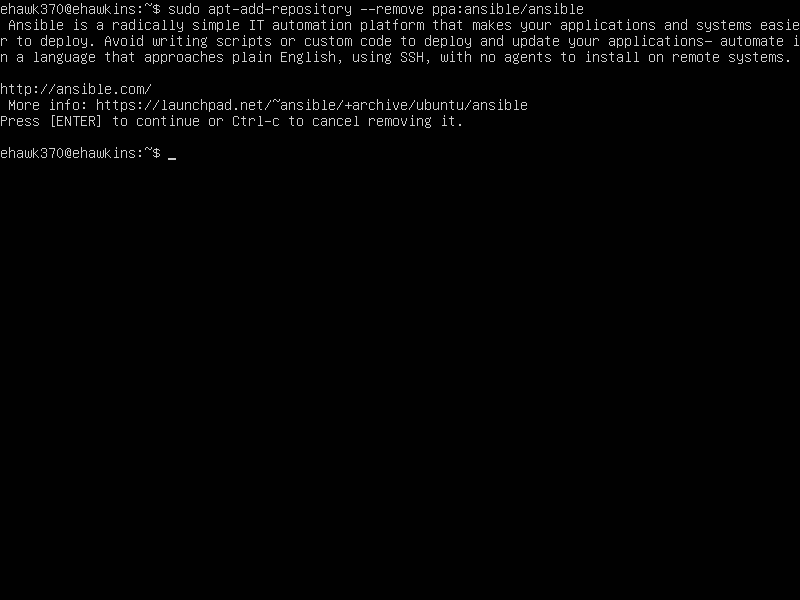 ehawk370@ehawkins:~$ sudo apt-add-repository --remove ppa:ansible/ansible
 Ansible is a radically simple IT automation platform that makes your applications and systems easie
r to deploy. Avoid writing scripts or custom code to deploy and update your applications– automate i
n a language that approaches plain English, using SSH, with no agents to install on remote systems.

http://ansible.com/
 More info: https://launchpad.net/~ansible/+archive/ubuntu/ansible
Press [ENTER] to continue or Ctrl-c to cancel removing it.

ehawk370@ehawkins:~$ _